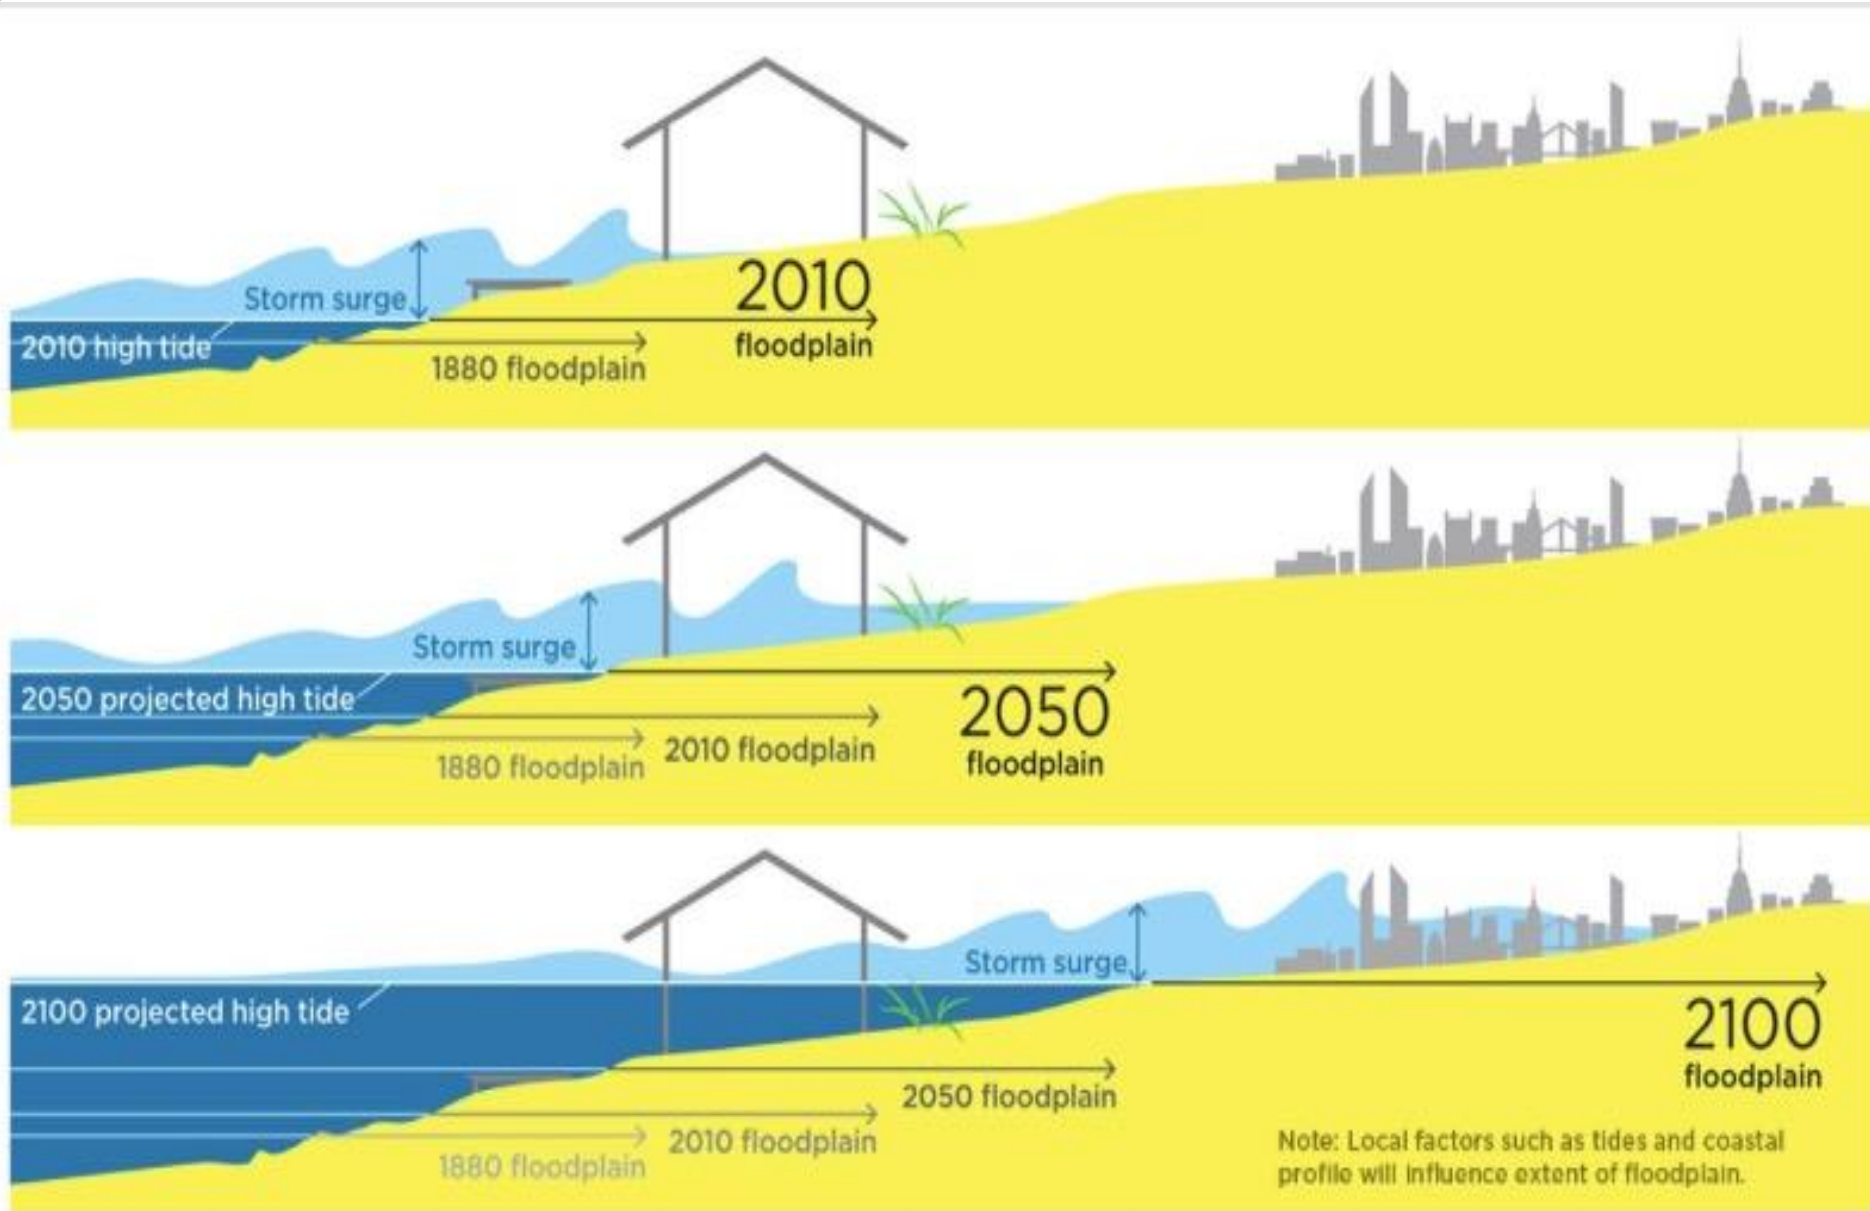 Storm surge
2010 high tide
1880 floodplain
2010
floodplain
Storm surge
2050 projected high tide
1880 floodplain
2010 floodplain
2050
floodplain
Storm surge
2100 projected high tide
2100
floodplain
2050 floodplain
2010 floodplain
1880 floodplain
Note: Local factors such as tides and coastal
profile will influence extent of floodplain.